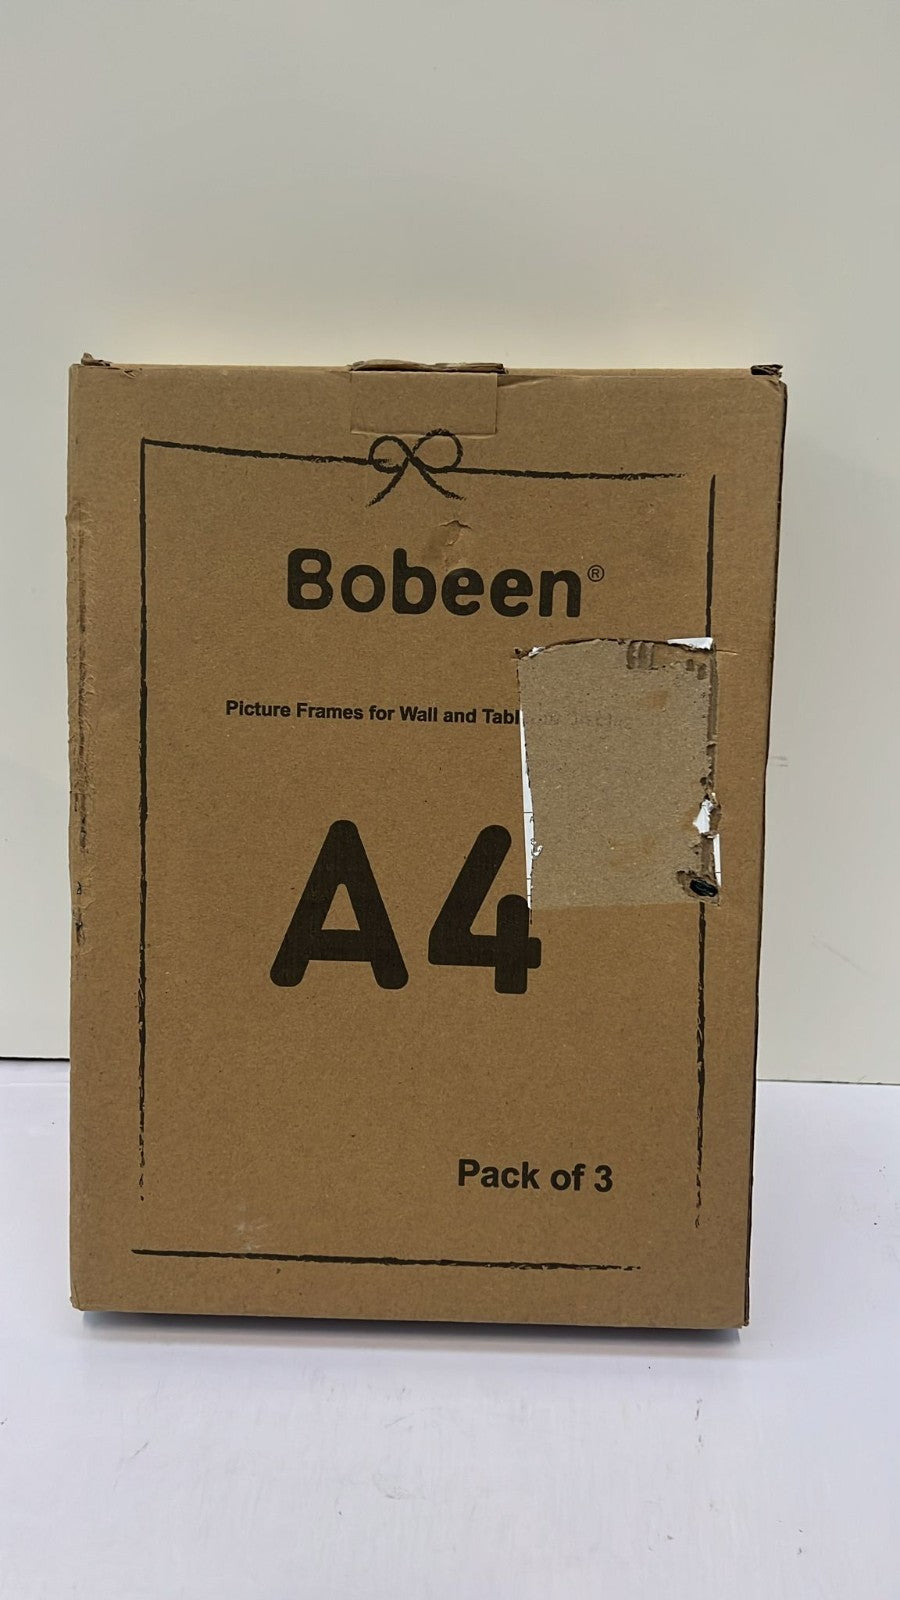 Bobeen®
Picture Frames for Wall and Tabl
A4
Pack of 3